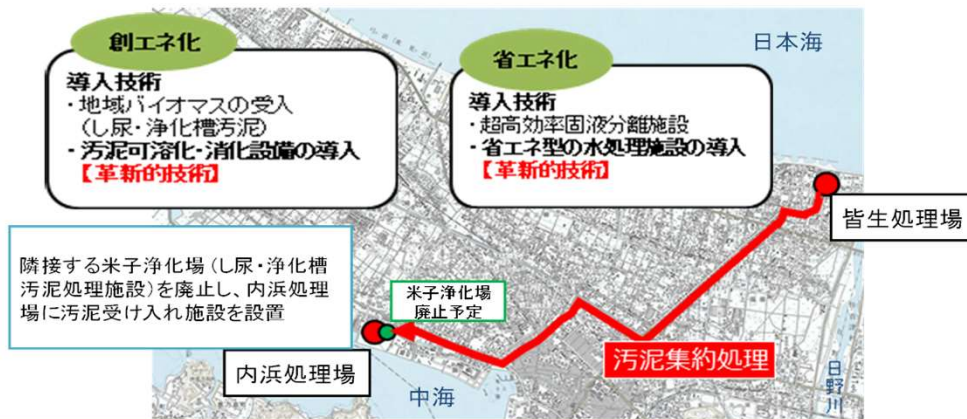 創エネ化
導入技術
・地域バイオマスの受入
(し尿・浄化槽汚泥)
・汚泥可溶化・消化設備の導入
【革新的技術】
省エネ化
導入技術
・超高効率固液分離施設
・省エネ型の水処理施設の導入
【革新的技術】
日本海
皆生処理場
隣接する米子浄化場(し尿・浄化槽
汚泥処理施設)を廃止し、内浜処理
場に汚泥受け入れ施設を設置
米子浄化場
廃止予定
内浜処理場
中海
汚泥集約処理
日野川